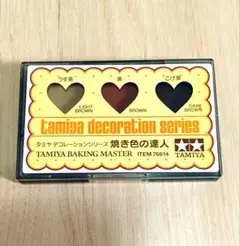 うす茶 茶 こげ茶
LIGHT BROWN BROWN DARK BROWN
tamiya decoration series
タミヤ・デコレーションシリーズ 焼き色の達人
TAMIYA BAKING MASTER ITEM 76614
TAMIYA